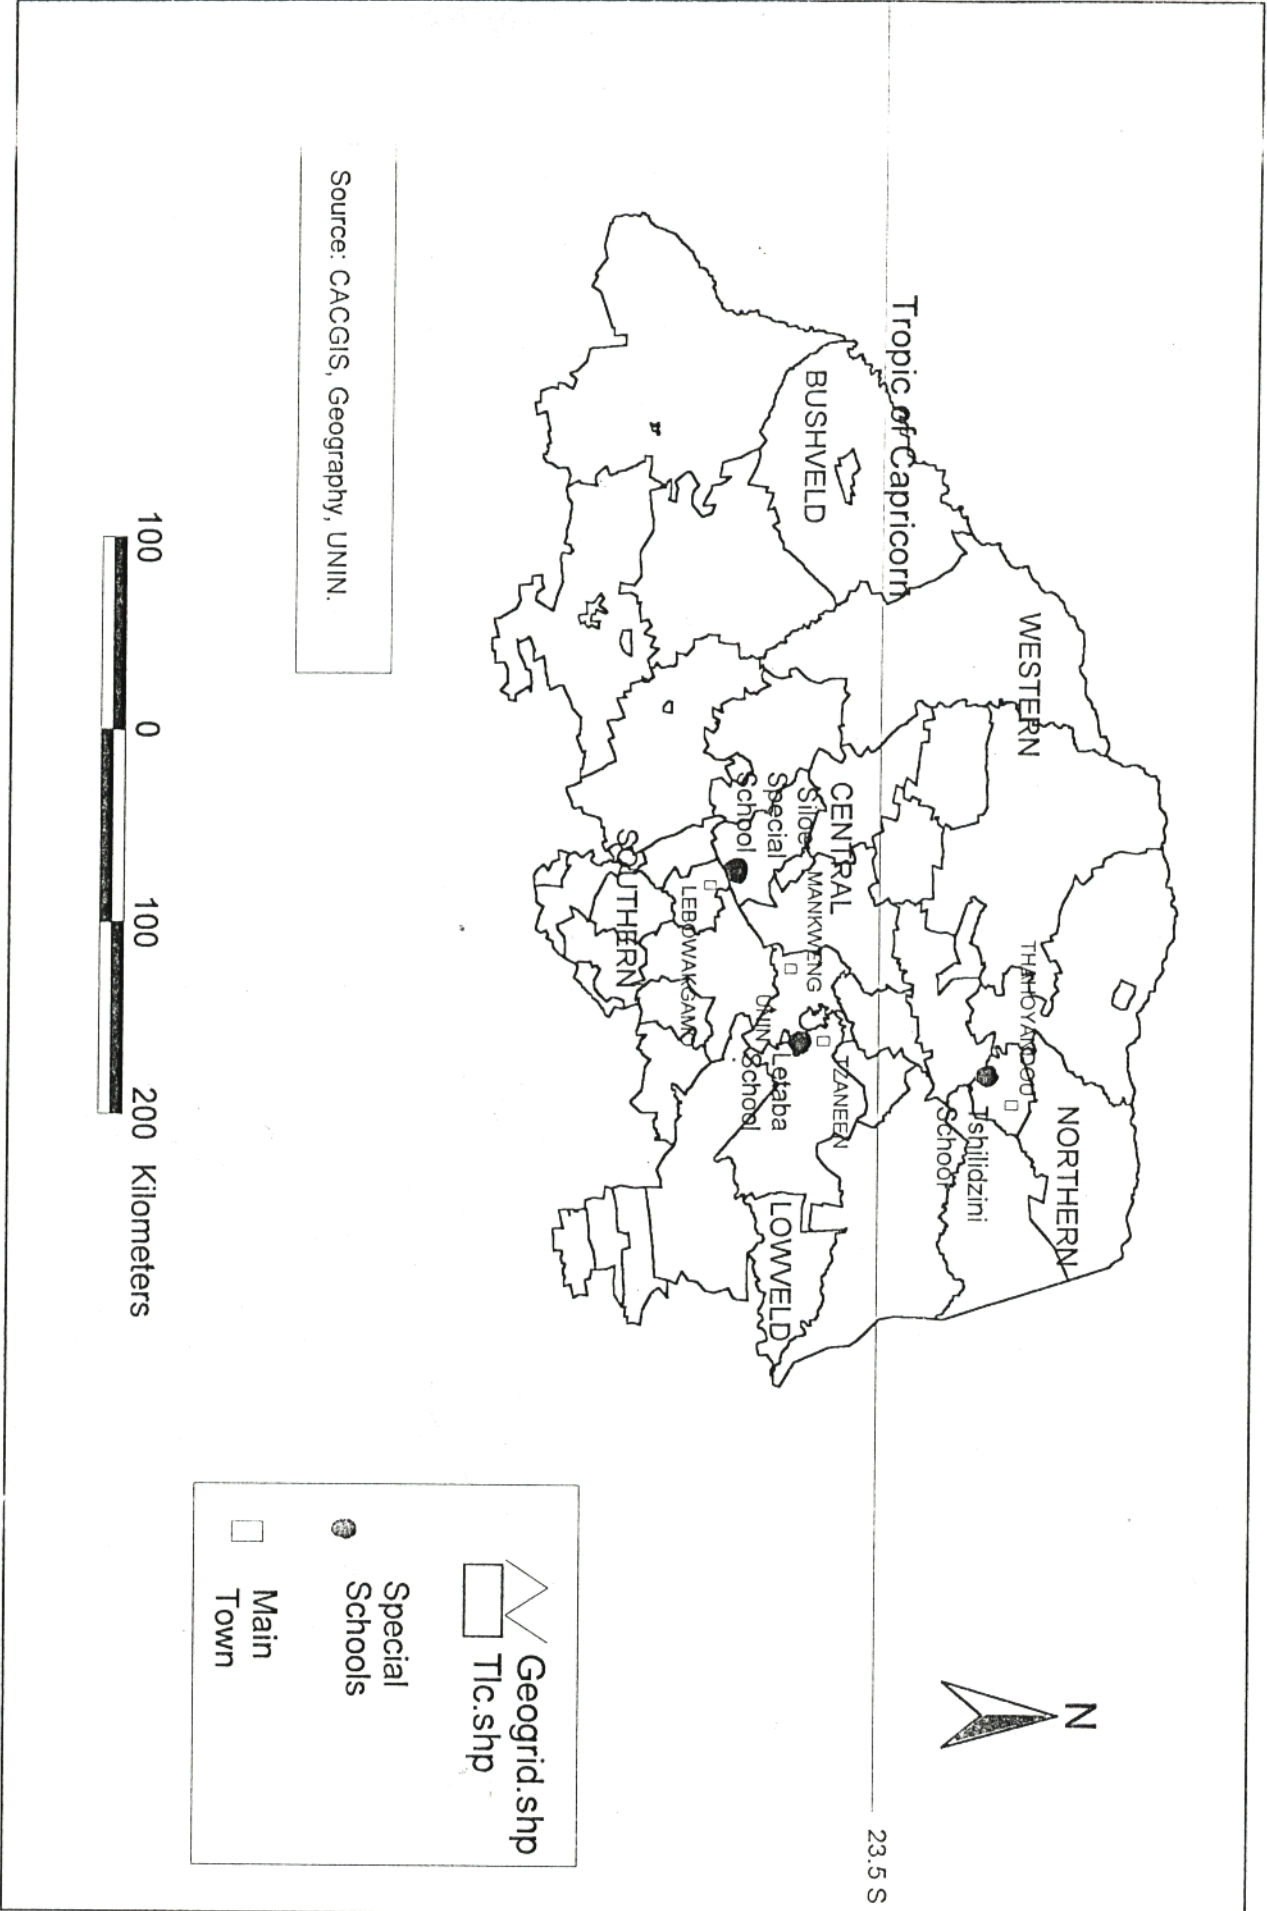 N
Tropic of Capricorn
23.5 S
WESTERN
NORTHERN
THAHOYANDOU
Tshilidzini
School
BUSHVELD
CENTRAL
MANKWENG
TZANEEN
Siloe
Special
School
UNIN
Letaba
School
LOWVELD
LEBOWAKGAMO
SOUTHERN
Geogrid.shp
Tlc.shp
Special
Schools
Main
Town
Source: CACGIS, Geography, UNIN.
100 0 100 200 Kilometers